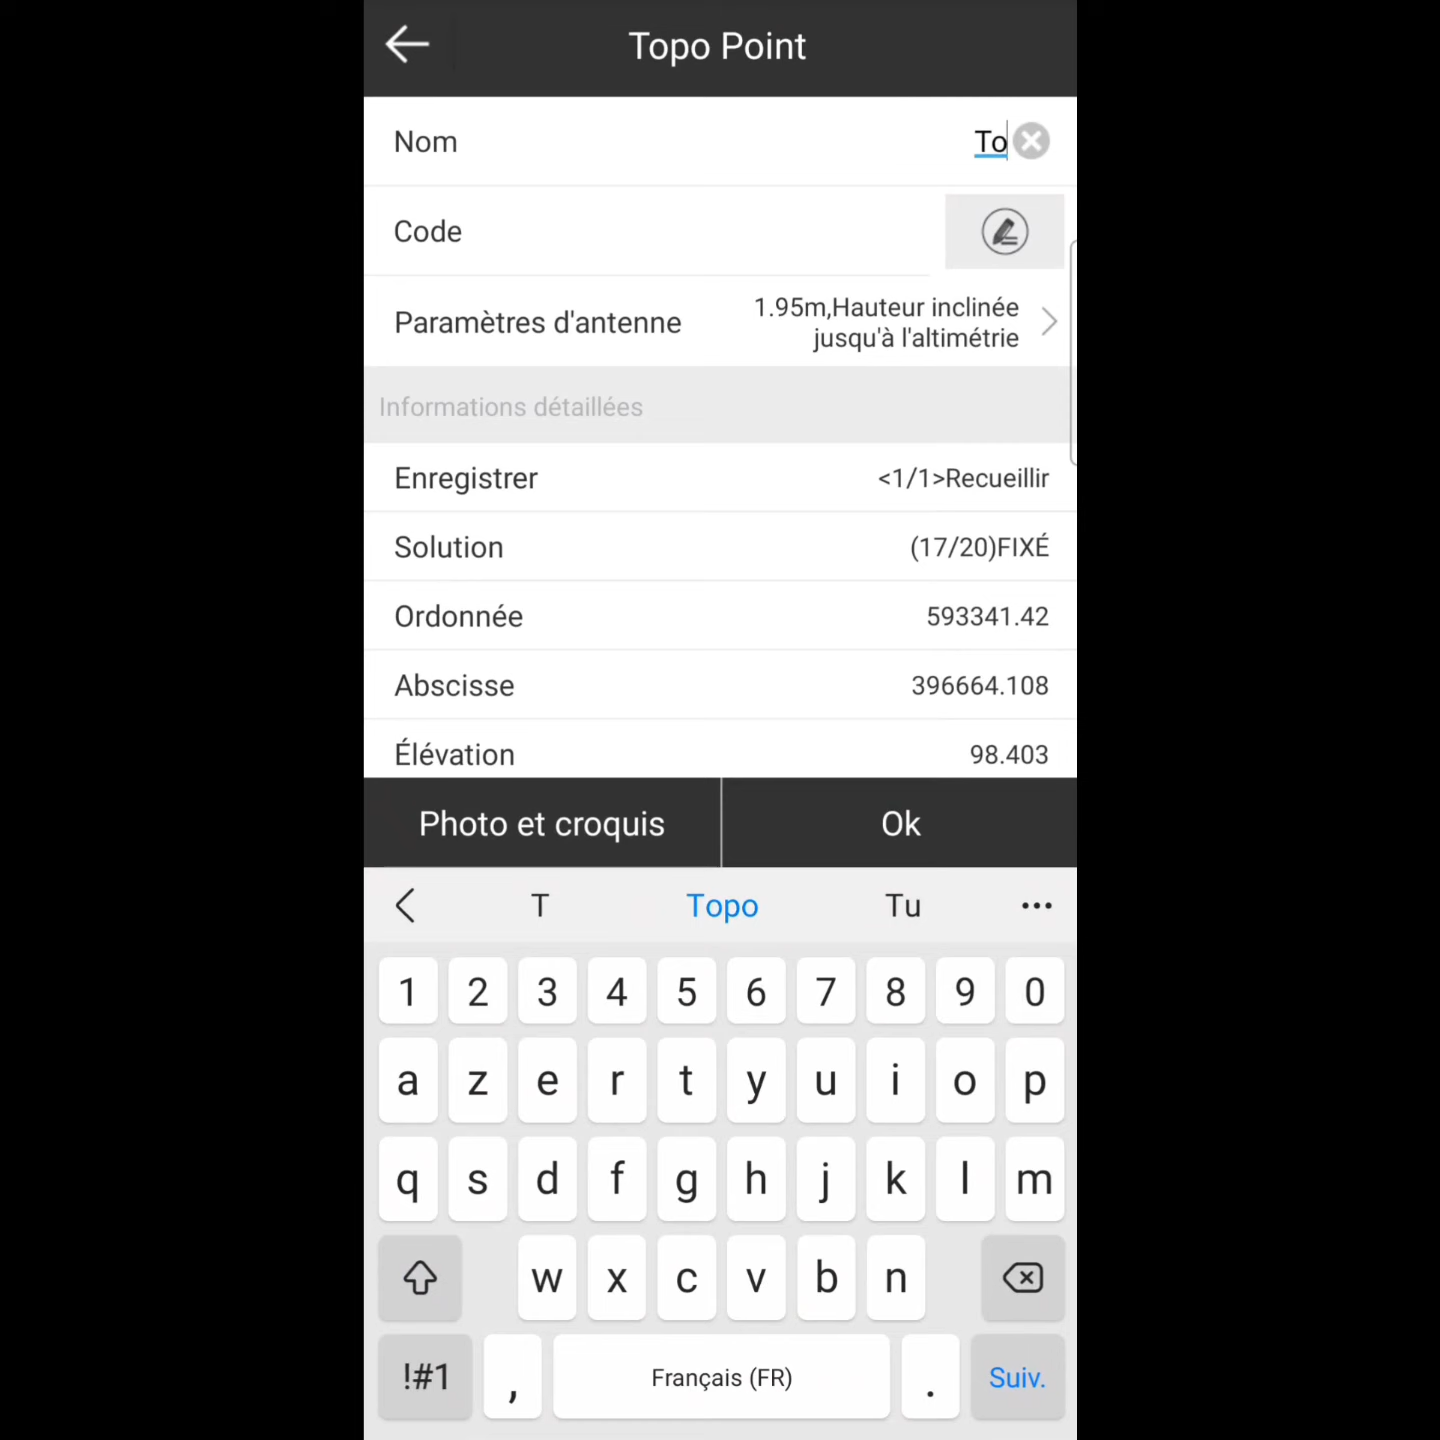 Topo Point
Nom To
Code
Paramètres d'antenne 1.95m,Hauteur inclinée
jusqu'à l'altimétrie
Informations détaillées
Enregistrer <1/1>Recueillir
Solution (17/20)FIXÉ
Ordonnée 593341.42
Abscisse 396664.108
Élévation 98.403
Photo et croquis Ok
T Topo Tu
1 2 3 4 5 6 7 8 9 0
a z e r t y u i o p
q s d f g h j k l m
w x c v b n
!#1 , Français (FR) . Suiv.